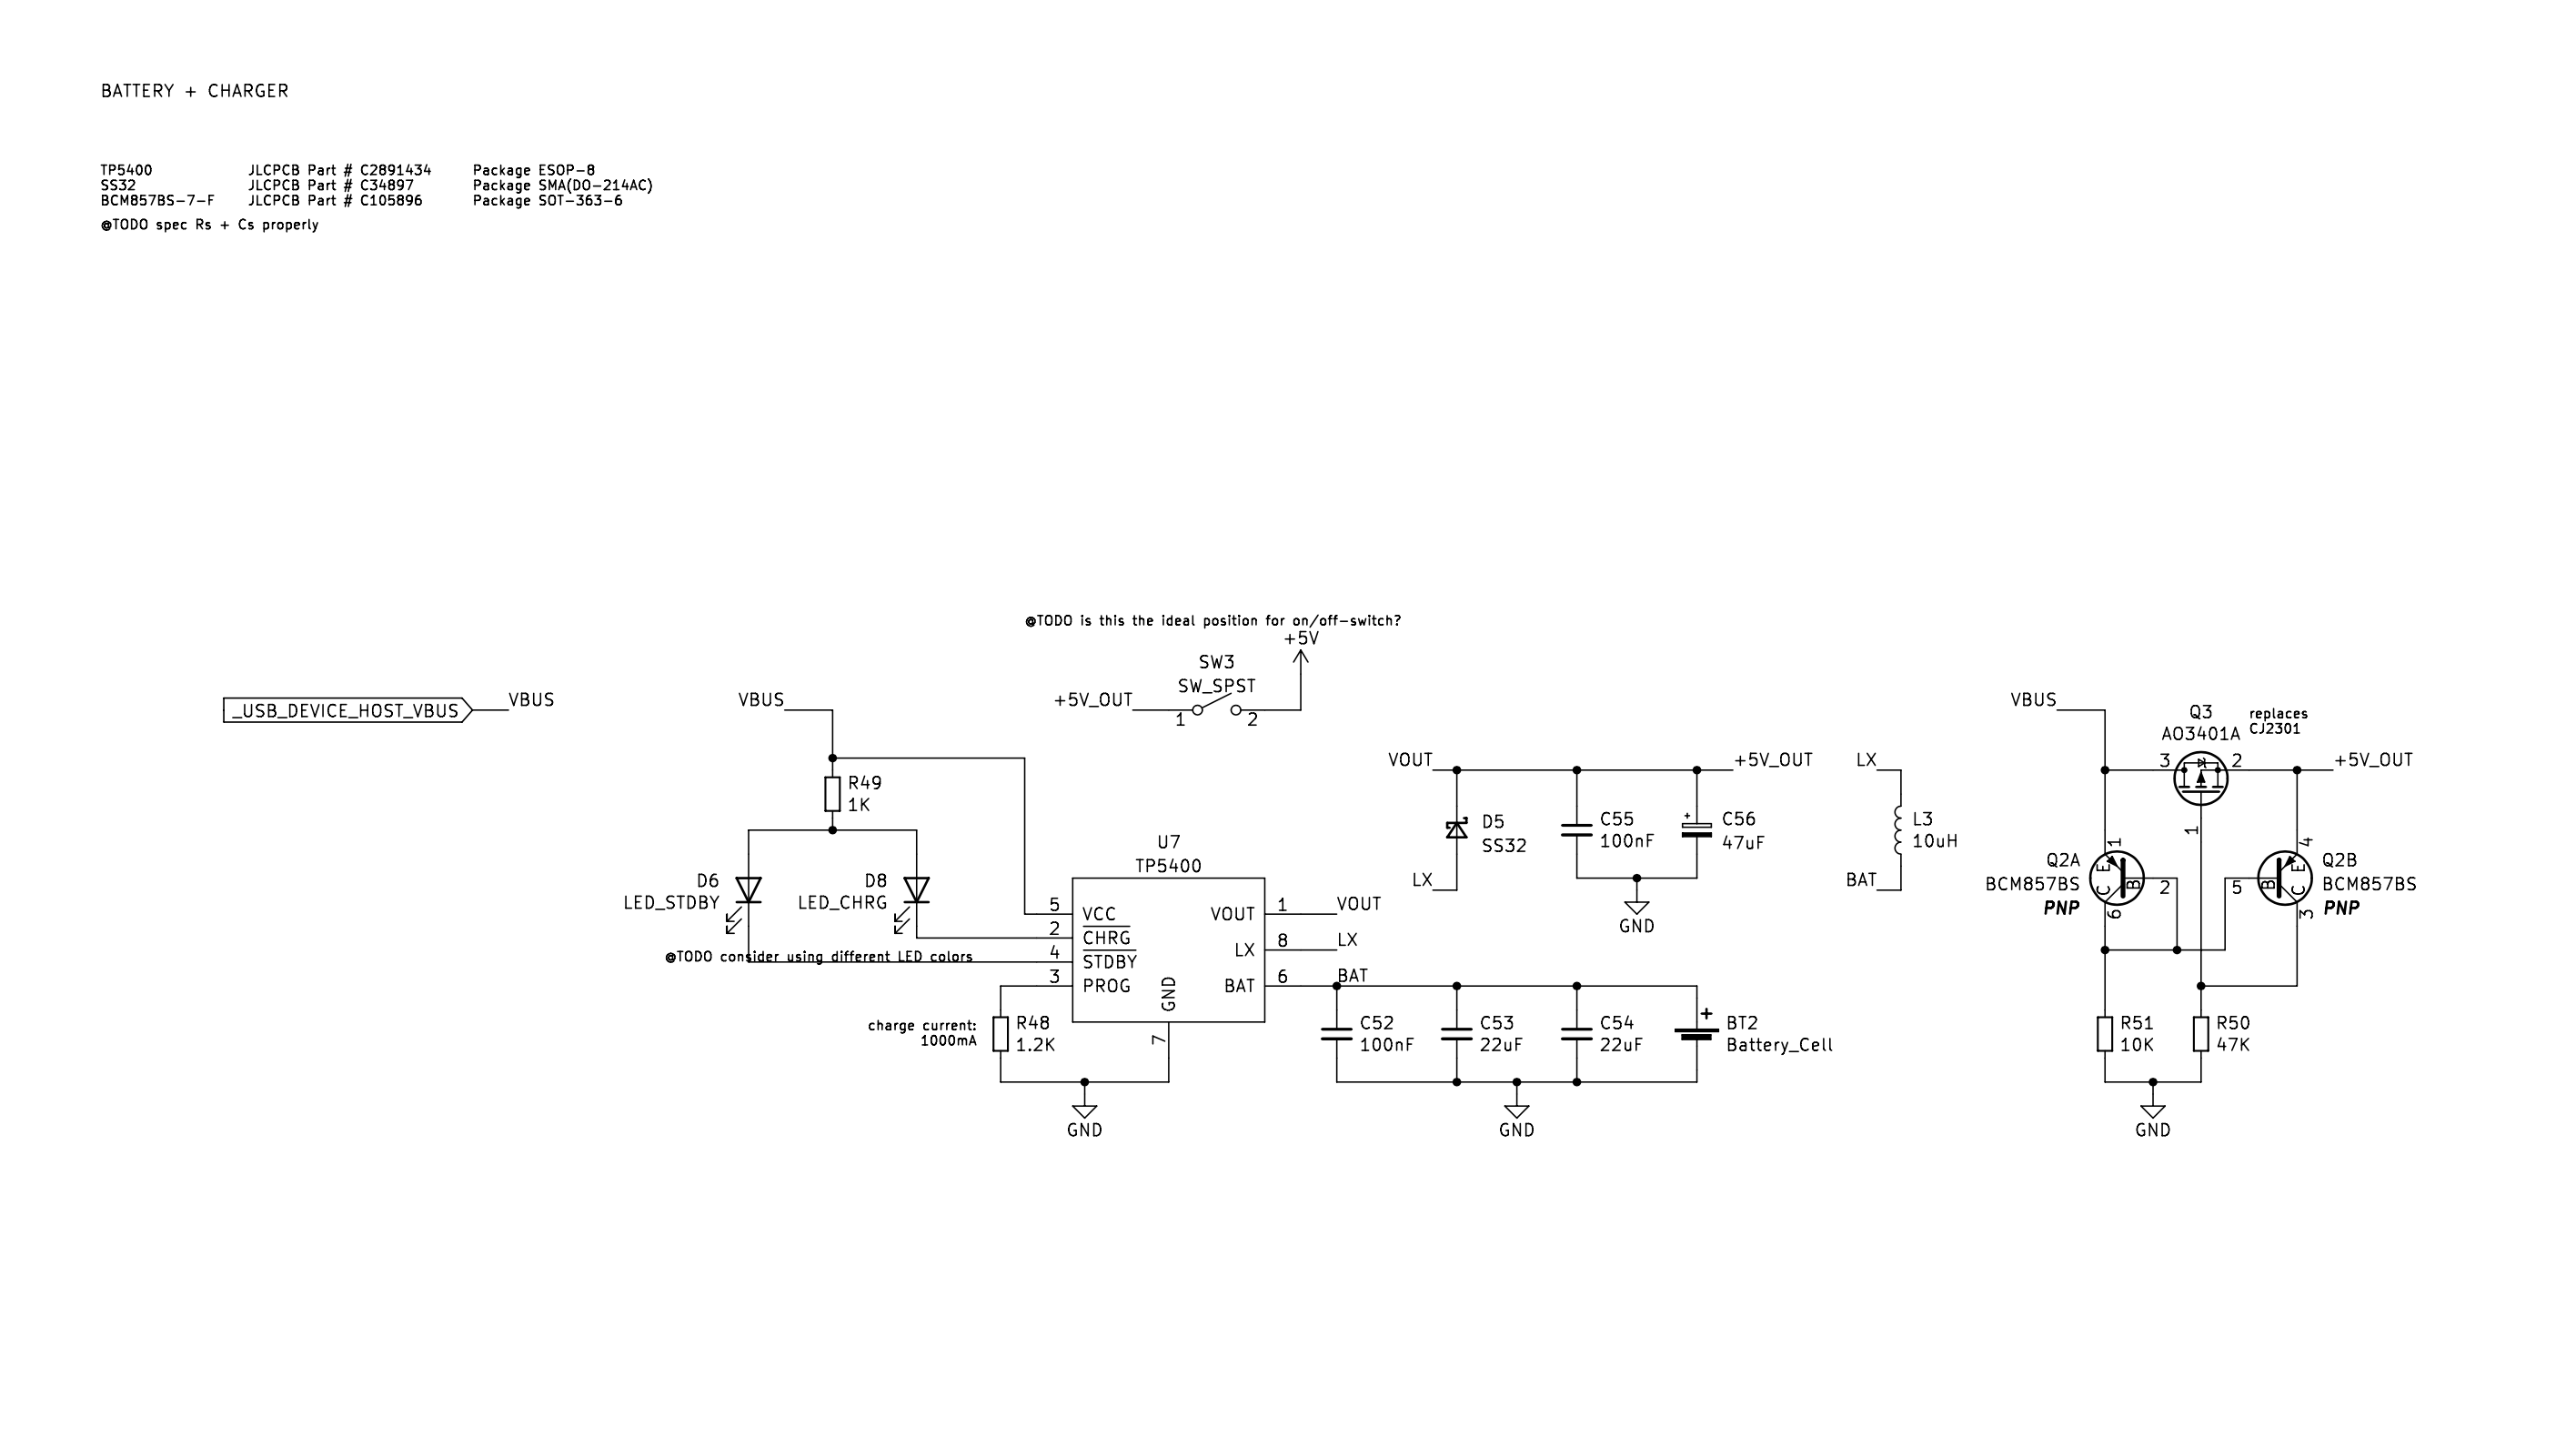 BATTERY + CHARGER
TP5400 JLCPCB Part # C2891434 Package ESOP-8
SS32 JLCPCB Part # C34897 Package SMA(DO-214AC)
BCM857BS-7-F JLCPCB Part # C105896 Package SOT-363-6
@TODO spec Rs + Cs properly
@TODO is this the ideal position for on/off-switch?
+5V
SW3
SW_SPST
+5V_OUT
1
2
_USB_DEVICE_HOST_VBUS
VBUS
VBUS
R49
1K
D6
LED_STDBY
D8
LED_CHRG
@TODO consider using different LED colors
U7
TP5400
5
VCC
2
CHRG
4
STDBY
3
PROG
GND
7
VOUT
1
VOUT
LX
8
LX
BAT
6
BAT
charge current:
1000mA
R48
1.2K
GND
VOUT
+5V_OUT
D5
SS32
LX
C55
100nF
C56
47uF
GND
C52
100nF
C53
22uF
C54
22uF
BT2
Battery_Cell
GND
LX
L3
10uH
BAT
VBUS
Q3
AO3401A
replaces
CJ2301
3
2
1
+5V_OUT
Q2A
BCM857BS
PNP
1
E
C
B
2
6
Q2B
BCM857BS
PNP
4
E
C
B
5
3
R51
10K
R50
47K
GND